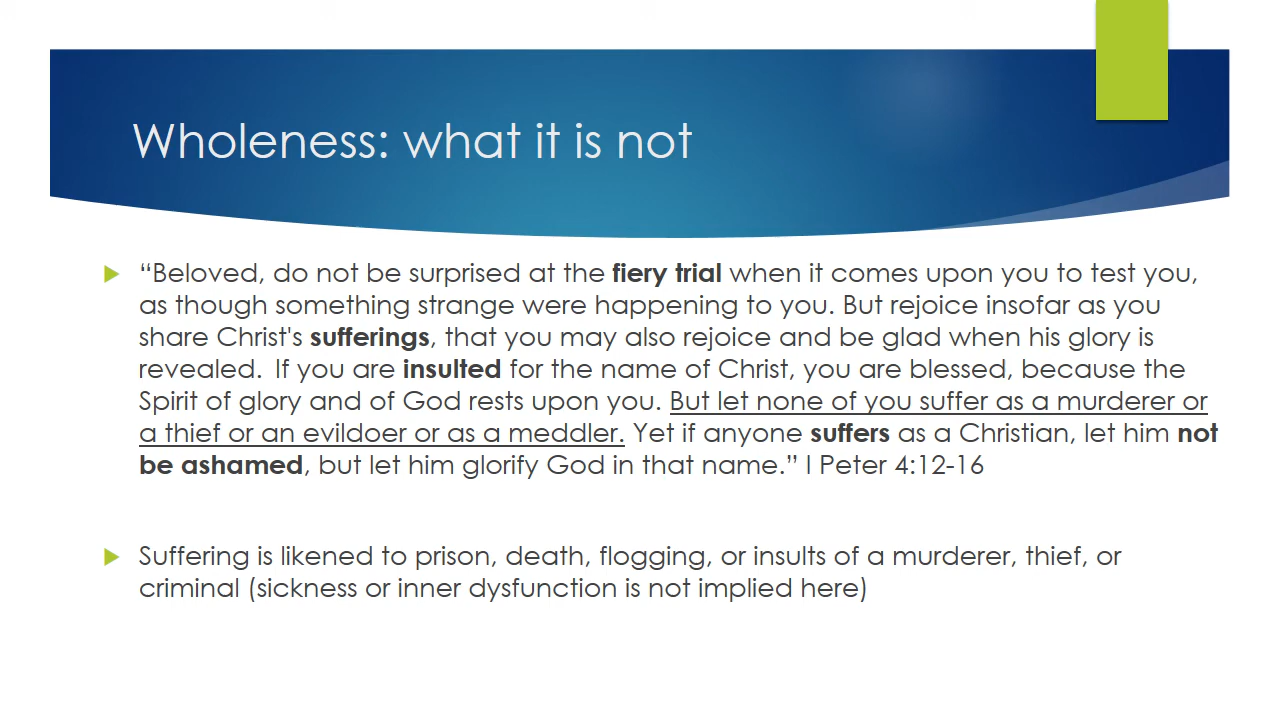 Wholeness: what it is not
“Beloved, do not be surprised at the fiery trial when it comes upon you to test you,
as though something strange were happening to you. But rejoice insofar as you
share Christ's sufferings, that you may also rejoice and be glad when his glory is
revealed.  If you are insulted for the name of Christ, you are blessed, because the
Spirit of glory and of God rests upon you. But let none of you suffer as a murderer or
a thief or an evildoer or as a meddler. Yet if anyone suffers as a Christian, let him not
be ashamed, but let him glorify God in that name.” I Peter 4:12-16
Suffering is likened to prison, death, flogging, or insults of a murderer, thief, or
criminal (sickness or inner dysfunction is not implied here)